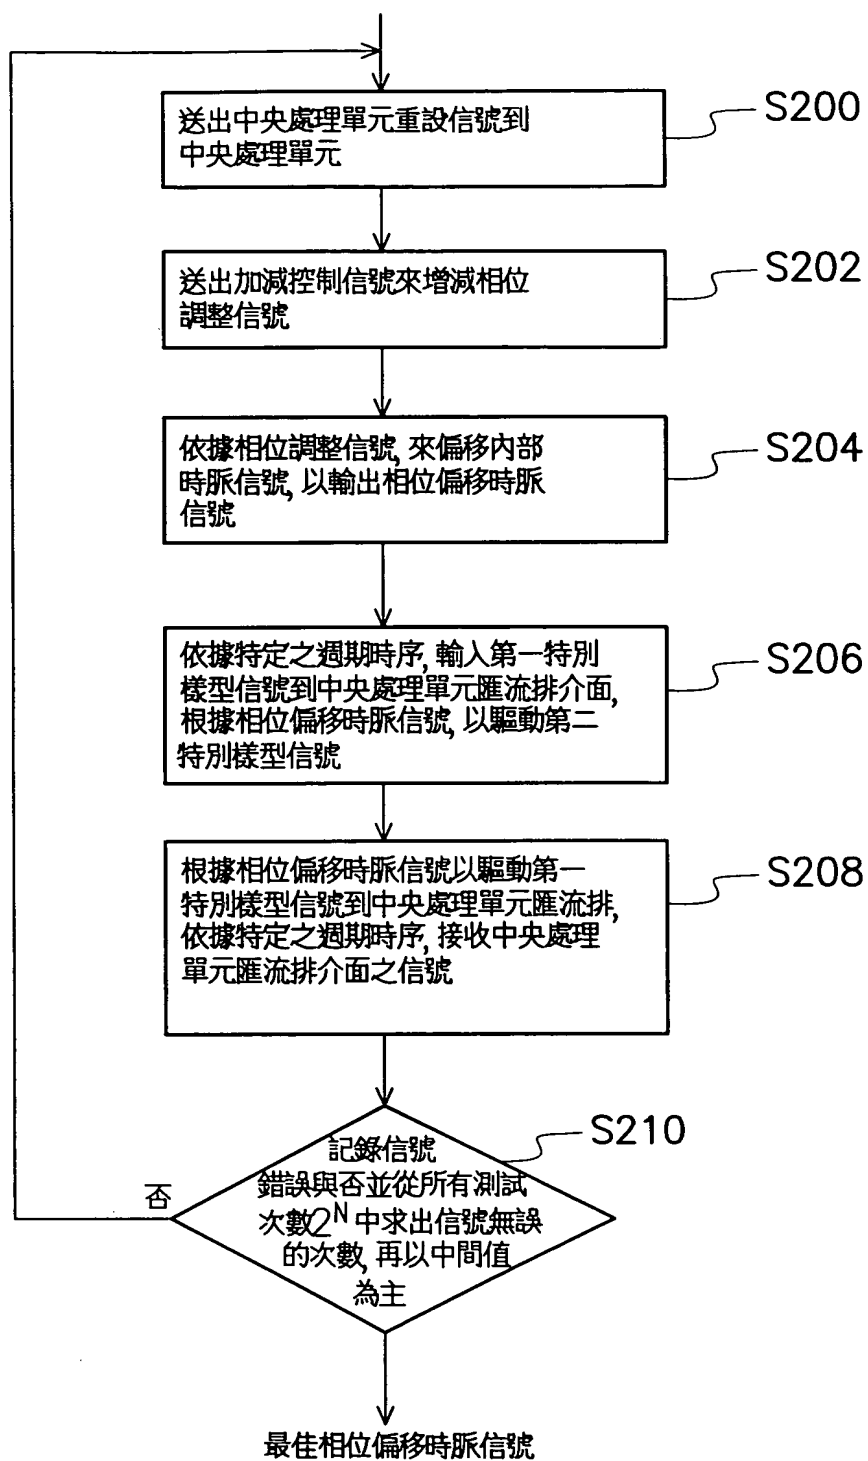 送出中央處理單元重設信號到
中央處理單元
S200
送出加減控制信號來增減相位
調整信號
S202
依據相位調整信號, 來偏移內部
時脈信號, 以輸出相位偏移時脈
信號
S204
依據特定之週期時序, 輸入第一特別
樣型信號到中央處理單元匯流排介面,
根據相位偏移時脈信號, 以驅動第二
特別樣型信號
S206
根據相位偏移時脈信號以驅動第一
特別樣型信號到中央處理單元匯流排,
依據特定之週期時序, 接收中央處理
單元匯流排介面之信號
S208
記錄信號
錯誤與否並從所有測試
次數2^N中求出信號無誤
的次數, 再以中間值
為主
S210
否
最佳相位偏移時脈信號